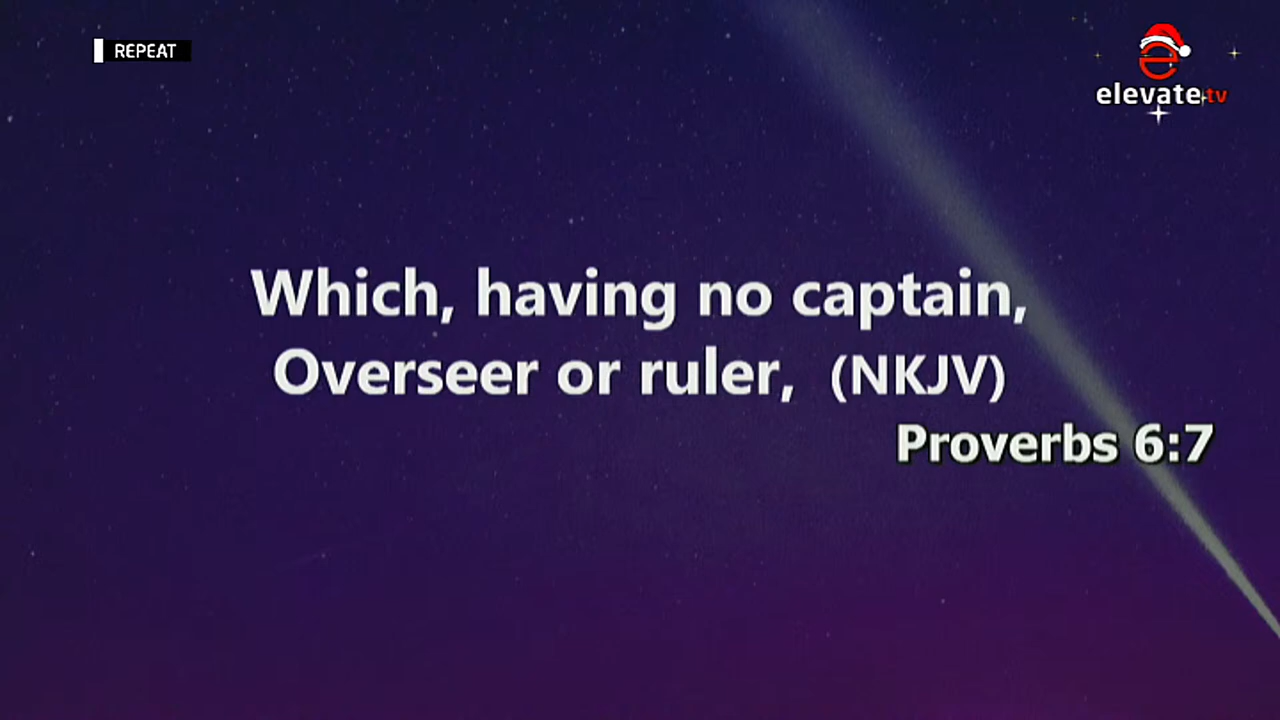 REPEAT
elevate.tv
Which, having no captain,
Overseer or ruler, (NKJV)
Proverbs 6:7